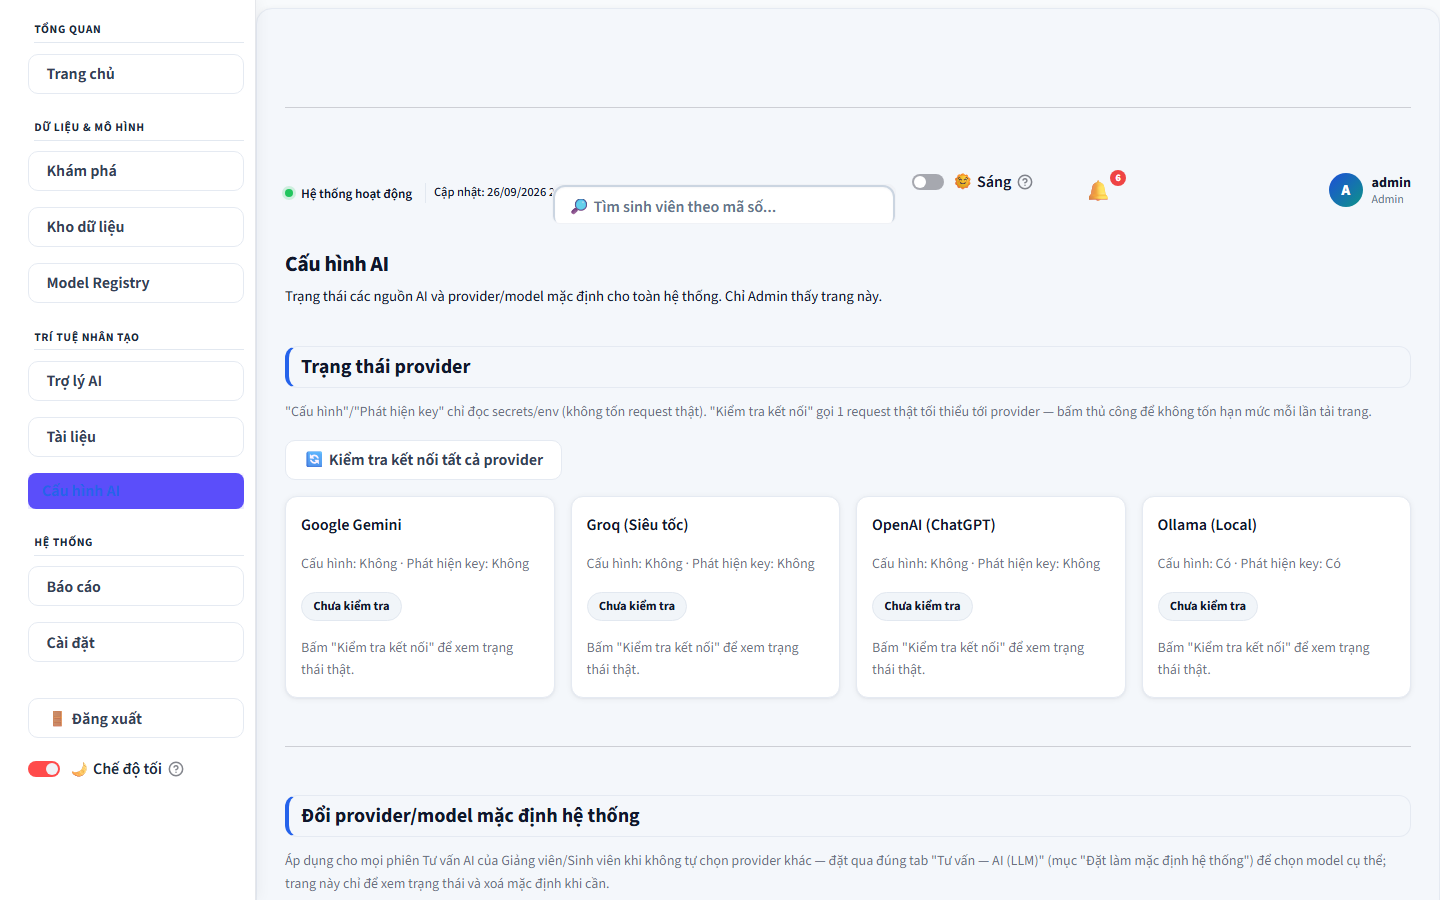 TỔNG QUAN
Trang chủ
DỮ LIỆU & MÔ HÌNH
Khám phá
Kho dữ liệu
Model Registry
TRÍ TUỆ NHÂN TẠO
Trợ lý AI
Tài liệu
Cấu hình AI
HỆ THỐNG
Báo cáo
Cài đặt
Đăng xuất
Chế độ tối
Hệ thống hoạt động
Cập nhật: 26/09/2026
Tìm sinh viên theo mã số...
Sáng
6
A
admin
Admin
Cấu hình AI
Trạng thái các nguồn AI và provider/model mặc định cho toàn hệ thống. Chỉ Admin thấy trang này.
Trạng thái provider
"Cấu hình"/"Phát hiện key" chỉ đọc secrets/env (không tốn request thật). "Kiểm tra kết nối" gọi 1 request thật tối thiểu tới provider — bấm thủ công để không tốn hạn mức mỗi lần tải trang.
Kiểm tra kết nối tất cả provider
Google Gemini
Cấu hình: Không · Phát hiện key: Không
Chưa kiểm tra
Bấm "Kiểm tra kết nối" để xem trạng
thái thật.
Groq (Siêu tốc)
Cấu hình: Không · Phát hiện key: Không
Chưa kiểm tra
Bấm "Kiểm tra kết nối" để xem trạng
thái thật.
OpenAI (ChatGPT)
Cấu hình: Không · Phát hiện key: Không
Chưa kiểm tra
Bấm "Kiểm tra kết nối" để xem trạng
thái thật.
Ollama (Local)
Cấu hình: Có · Phát hiện key: Có
Chưa kiểm tra
Bấm "Kiểm tra kết nối" để xem trạng
thái thật.
Đổi provider/model mặc định hệ thống
Áp dụng cho mọi phiên Tư vấn AI của Giảng viên/Sinh viên khi không tự chọn provider khác — đặt qua đúng tab "Tư vấn — AI (LLM)" (mục "Đặt làm mặc định hệ thống") để chọn model cụ thể;
trang này chỉ để xem trạng thái và xoá mặc định khi cần.